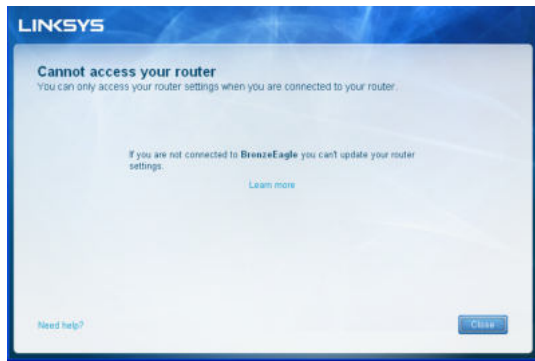 LINKSYS
Cannot access your router
You can only access your router settings when you are connected to your router.
If you are not connected to BronzeEagle you can't update your router
settings.
Learn more
Need help?
Close